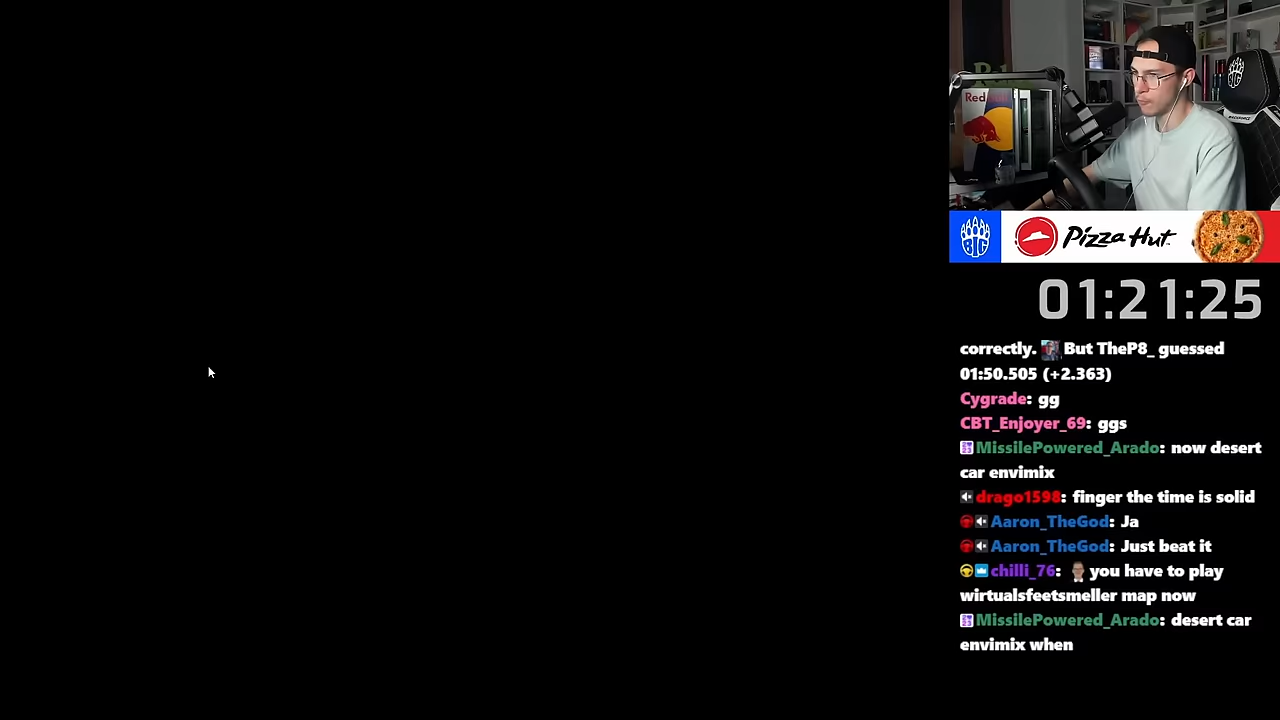 Red
BIG
Pizza Hut
01:21:25
correctly. But TheP8_ guessed
01:50.505 (+2.363)
Cygrade: gg
CBT_Enjoyer_69: ggs
MissilePowered_Arado: now desert
car envimix
drago1598: finger the time is solid
Aaron_TheGod: Ja
Aaron_TheGod: Just beat it
chilli_76: you have to play
wirtualsfeetsmeller map now
MissilePowered_Arado: desert car
envimix when